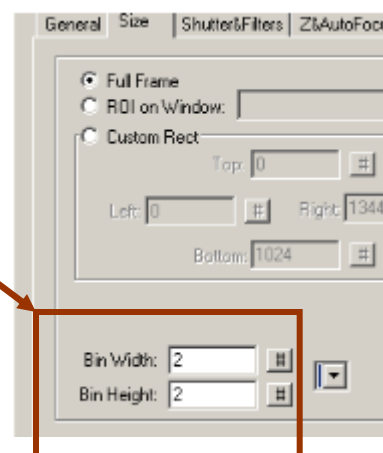 General Size Shutter&Filters Z&AutoFocu
Full Frame
ROI on Window:
Custom Rect
Top: 0 #
Left: 0 # Right: 1344
Bottom: 1024 #
Bin Width: 2 #
Bin Height: 2 #